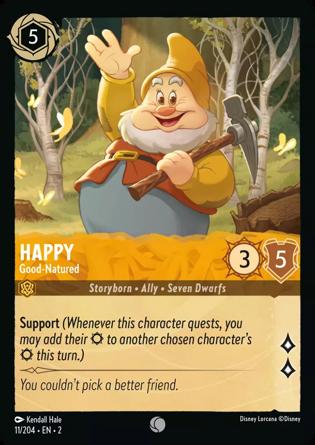 5
HAPPY
Good-Natured
3
5
Storyborn • Ally • Seven Dwarfs
Support (Whenever this character quests, you
may add their to another chosen character's
this turn.)
You couldn't pick a better friend.
Kendall Hale
11/204 • EN • 2
Disney Lorcana ©Disney